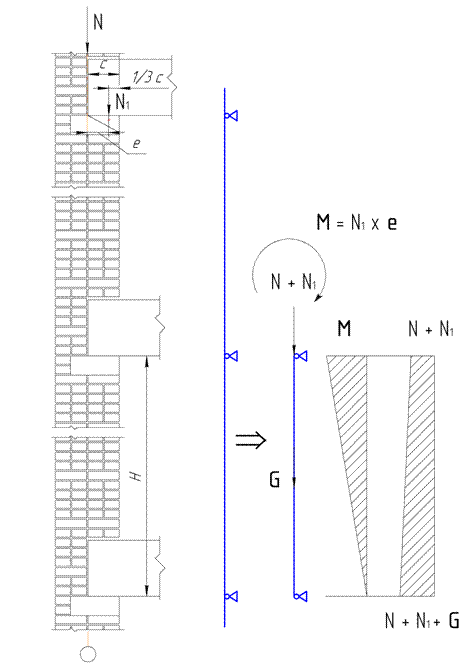 N
c
1/3 c
N₁
e
M = N₁ x e
N + N₁
M
N + N₁
H
G
N + N₁ + G